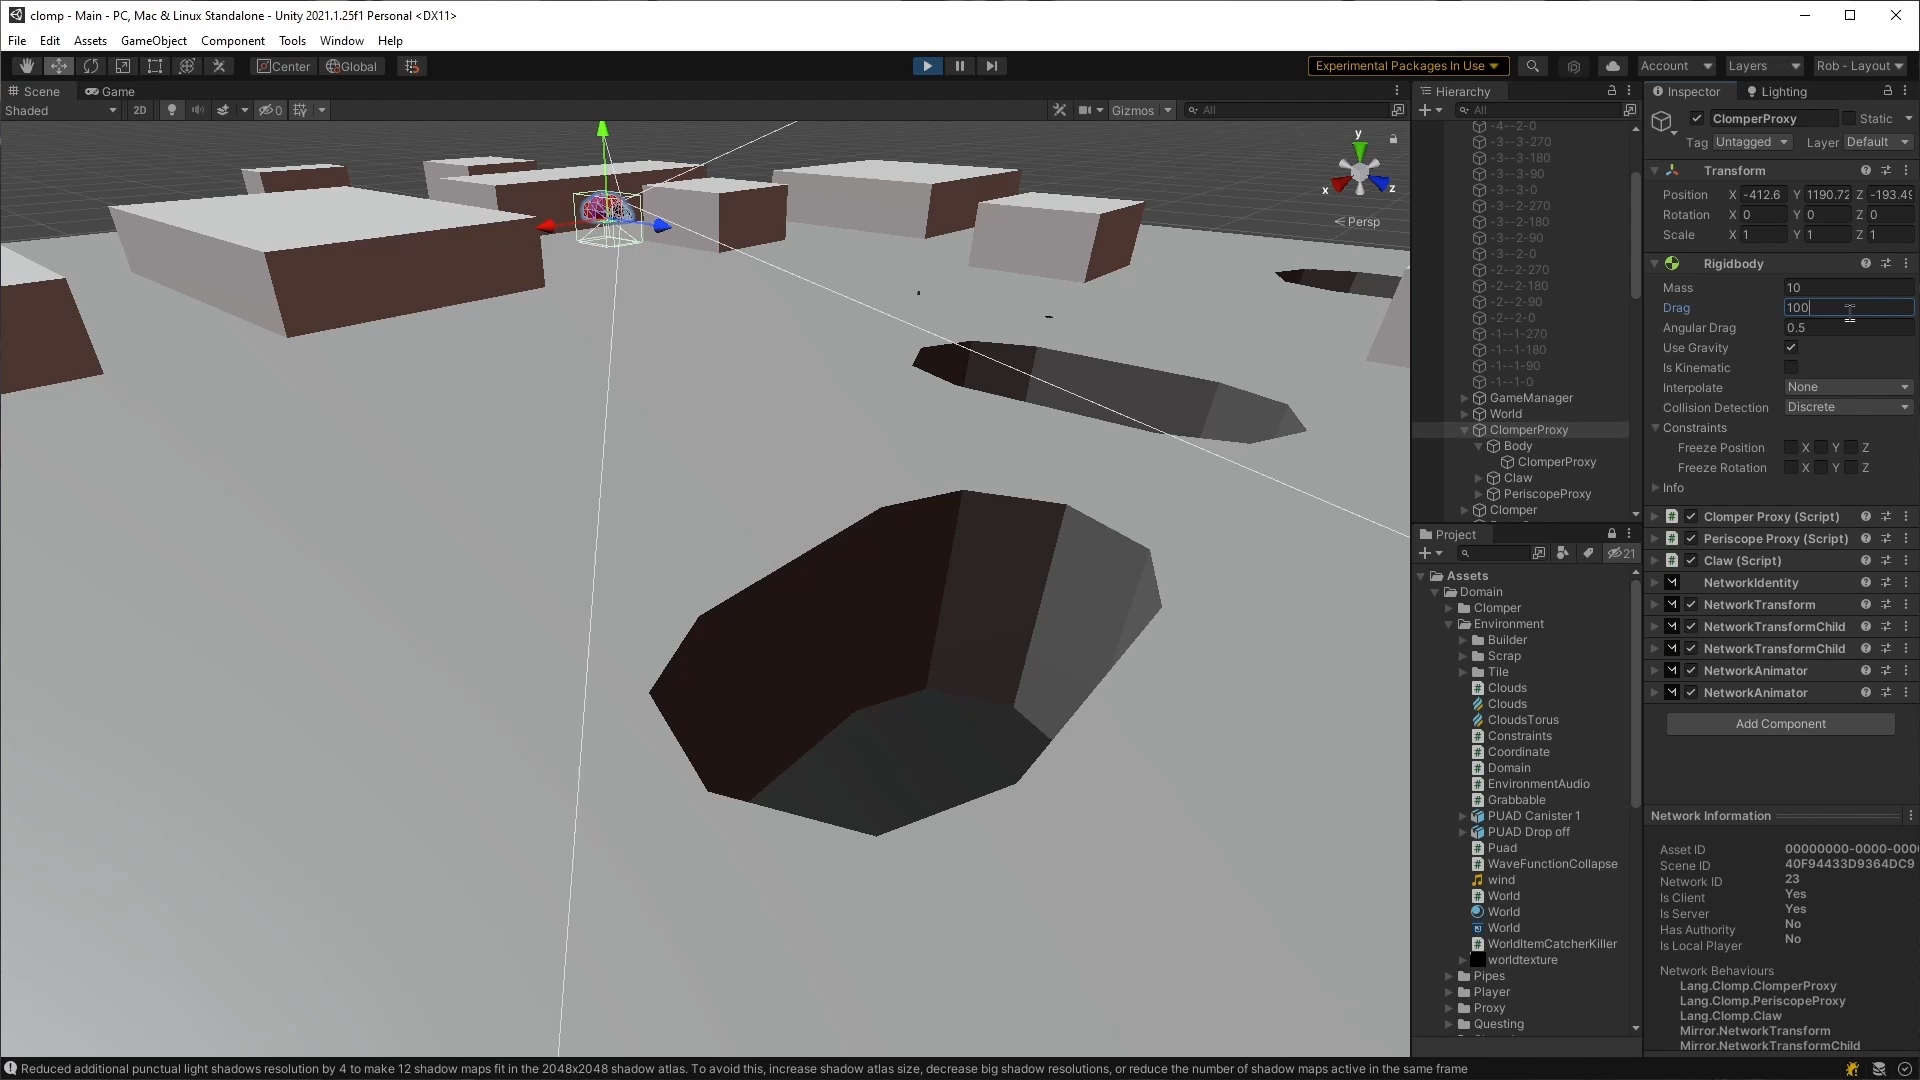 clomp - Main - PC, Mac & Linux Standalone - Unity 2021.1.25f1 Personal <DX11>
File Edit Assets GameObject Component Tools Window Help
Center Global Experimental Packages In Use Account Layers Rob - Layout
Scene Game
Shaded 2D 0 Gizmos All
y
x z
Persp
Hierarchy
All
-4--2-0
-3--3-270
-3--3-180
-3--3-90
-3--3-0
-3--2-270
-3--2-180
-3--2-90
-3--2-0
-2--2-270
-2--2-180
-2--2-90
-2--2-0
-1--1-270
-1--1-180
-1--1-90
-1--1-0
GameManager
World
ClomperProxy
Body
ClomperProxy
Claw
PeriscopeProxy
Clomper
Project
21
Assets
Domain
Clomper
Environment
Builder
Scrap
Tile
Clouds
Clouds
CloudsTorus
Constraints
Coordinate
Domain
EnvironmentAudio
Grabbable
PUAD Canister 1
PUAD Drop off
Puad
WaveFunctionCollapse
wind
World
World
World
WorldItemCatcherKiller
worldtexture
Pipes
Player
Proxy
Questing
Inspector Lighting
ClomperProxy Static
Tag Untagged Layer Default
Transform
Position X -412.6 Y 1190.72 Z -193.49
Rotation X 0 Y 0 Z 0
Scale X 1 Y 1 Z 1
Rigidbody
Mass 10
Drag 100
Angular Drag 0.5
Use Gravity
Is Kinematic
Interpolate None
Collision Detection Discrete
Constraints
Freeze Position X Y Z
Freeze Rotation X Y Z
Info
Clomper Proxy (Script)
Periscope Proxy (Script)
Claw (Script)
NetworkIdentity
NetworkTransform
NetworkTransformChild
NetworkTransformChild
NetworkAnimator
NetworkAnimator
Add Component
Network Information
Asset ID 00000000-0000-000
Scene ID 40F94433D9364DC9
Network ID 23
Is Client Yes
Is Server Yes
Has Authority No
Is Local Player No
Network Behaviours
Lang.Clomp.ClomperProxy
Lang.Clomp.PeriscopeProxy
Lang.Clomp.Claw
Mirror.NetworkTransform
Mirror.NetworkTransformChild
Reduced additional punctual light shadows resolution by 4 to make 12 shadow maps fit in the 2048x2048 shadow atlas. To avoid this, increase shadow atlas size, decrease big shadow resolutions, or reduce the number of shadow maps active in the same frame